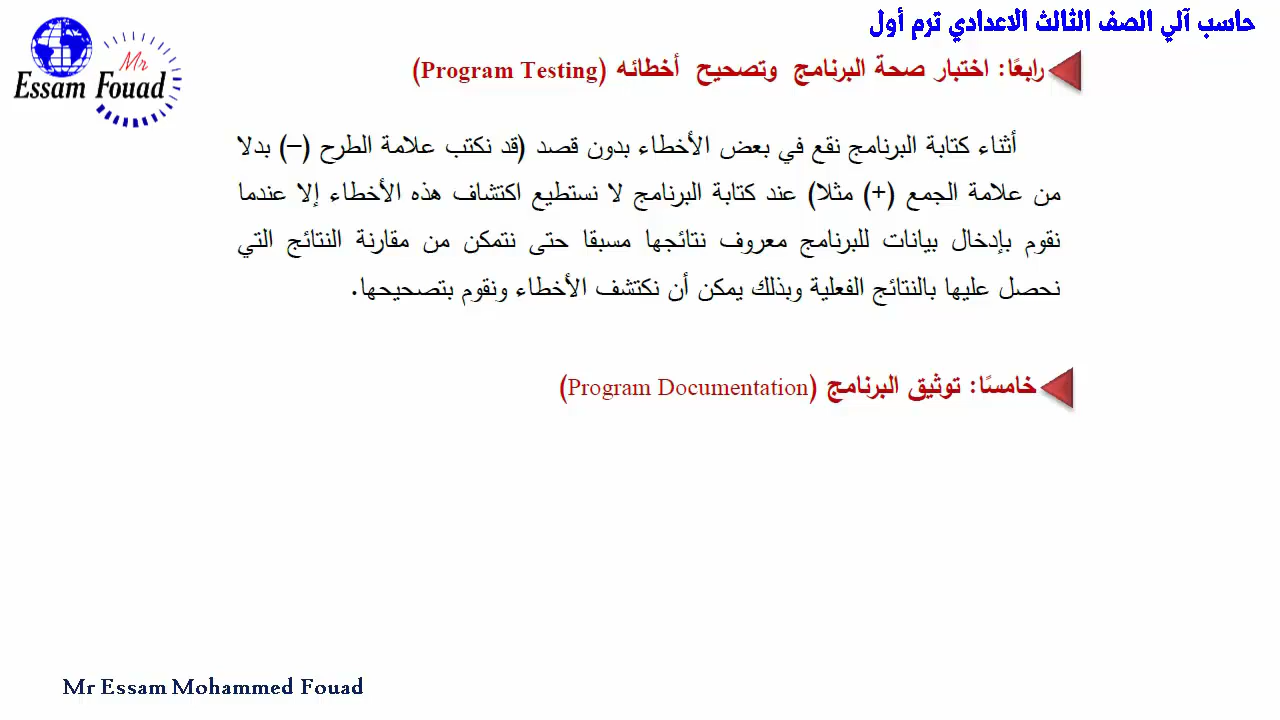 حاسب آلي الصف الثالث الاعدادي ترم أول
Mr
Essam Fouad
رابعًا: اختبار صحة البرنامج وتصحيح أخطائه (Program Testing)
أثناء كتابة البرنامج نقع في بعض الأخطاء بدون قصد (قد نكتب علامة الطرح (–) بدلا
من علامة الجمع (+) مثلا) عند كتابة البرنامج لا نستطيع اكتشاف هذه الأخطاء إلا عندما
نقوم بإدخال بيانات للبرنامج معروف نتائجها مسبقا حتى نتمكن من مقارنة النتائج التي
نحصل عليها بالنتائج الفعلية وبذلك يمكن أن نكتشف الأخطاء ونقوم بتصحيحها.
خامسًا: توثيق البرنامج (Program Documentation)
Mr Essam Mohammed Fouad